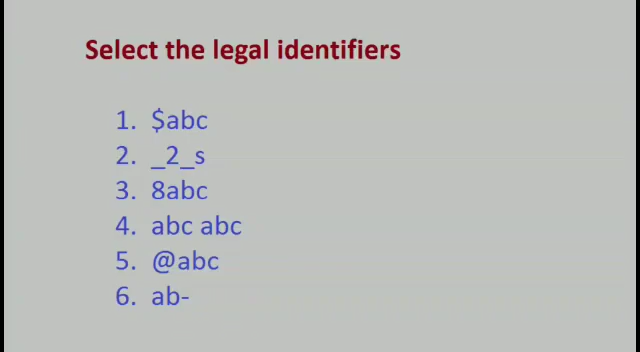 Select the legal identifiers
1. $abc
2. _2_s
3. 8abc
4. abc abc
5. @abc
6. ab-